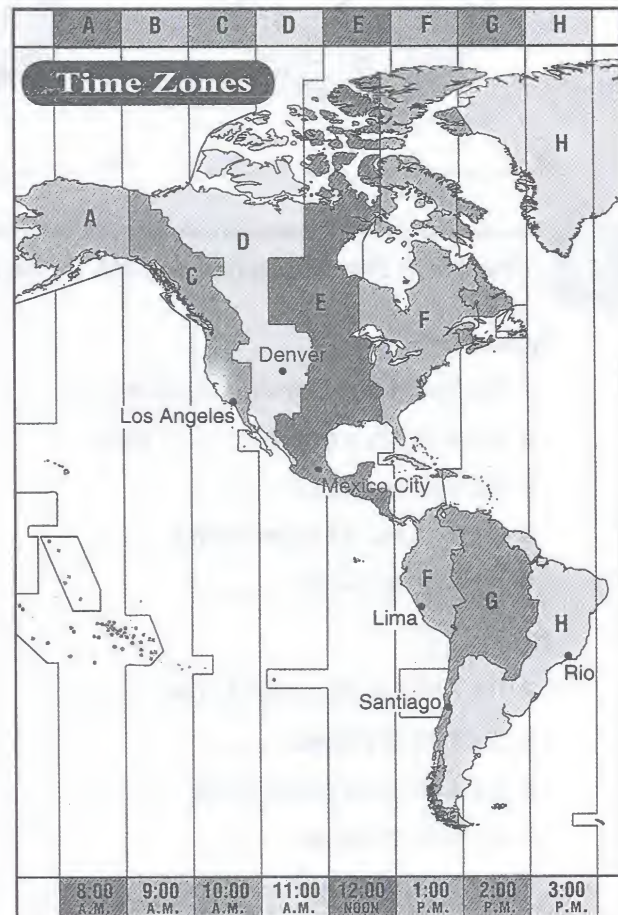 A B C D E F G H
Time Zones
H
A
D
C
E
F
Denver
Los Angeles
Mexico City
F
G
Lima
H
Rio
Santiago
8:00 9:00 10:00 11:00 12:00 1:00 2:00 3:00
A.M. A.M. A.M. A.M. NOON P.M. P.M. P.M.